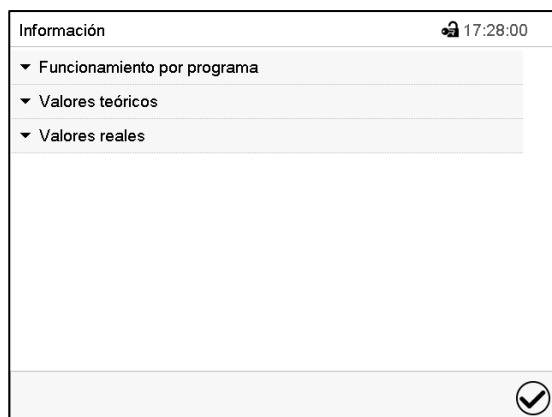 Información 17:28:00
Funcionamiento por programa
Valores teóricos
Valores reales